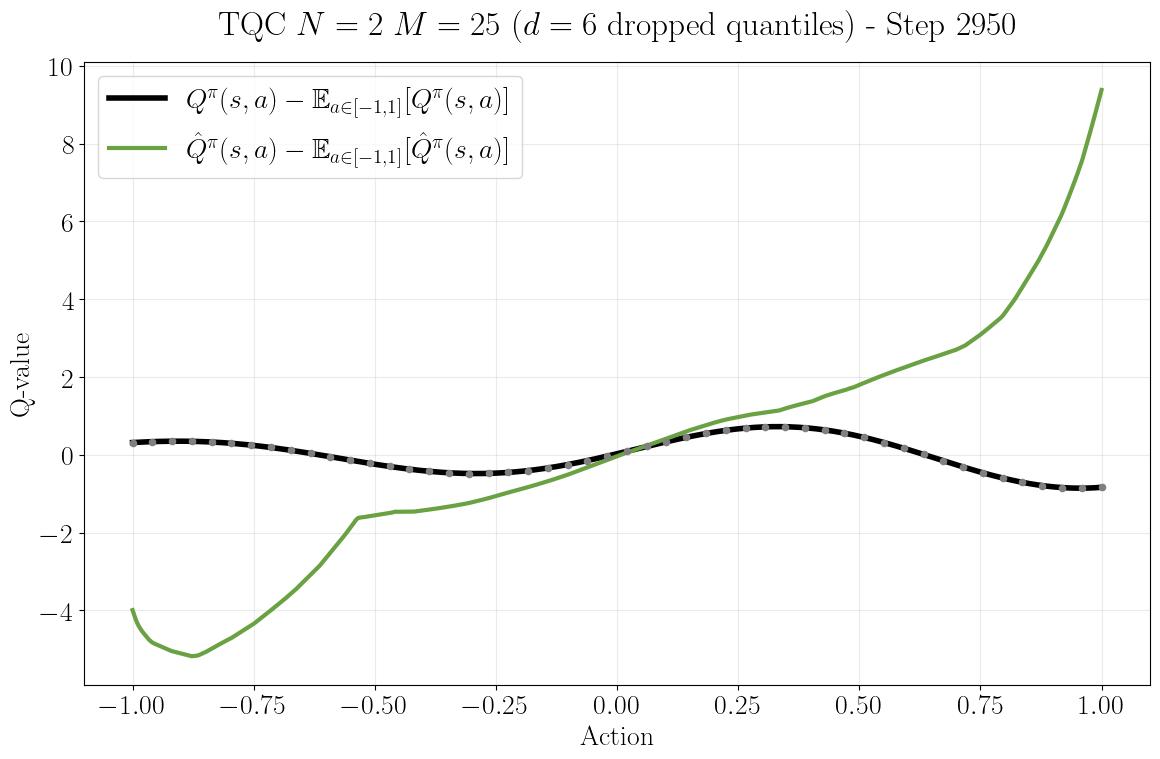 TQC N = 2 M = 25 (d = 6 dropped quantiles) - Step 2950
10
8
6
4
2
0
−2
−4
Q-value
Q^π(s, a) − 𝔼_{a∈[−1,1]}[Q^π(s, a)]
Q̂^π(s, a) − 𝔼_{a∈[−1,1]}[Q̂^π(s, a)]
−1.00 −0.75 −0.50 −0.25 0.00 0.25 0.50 0.75 1.00
Action